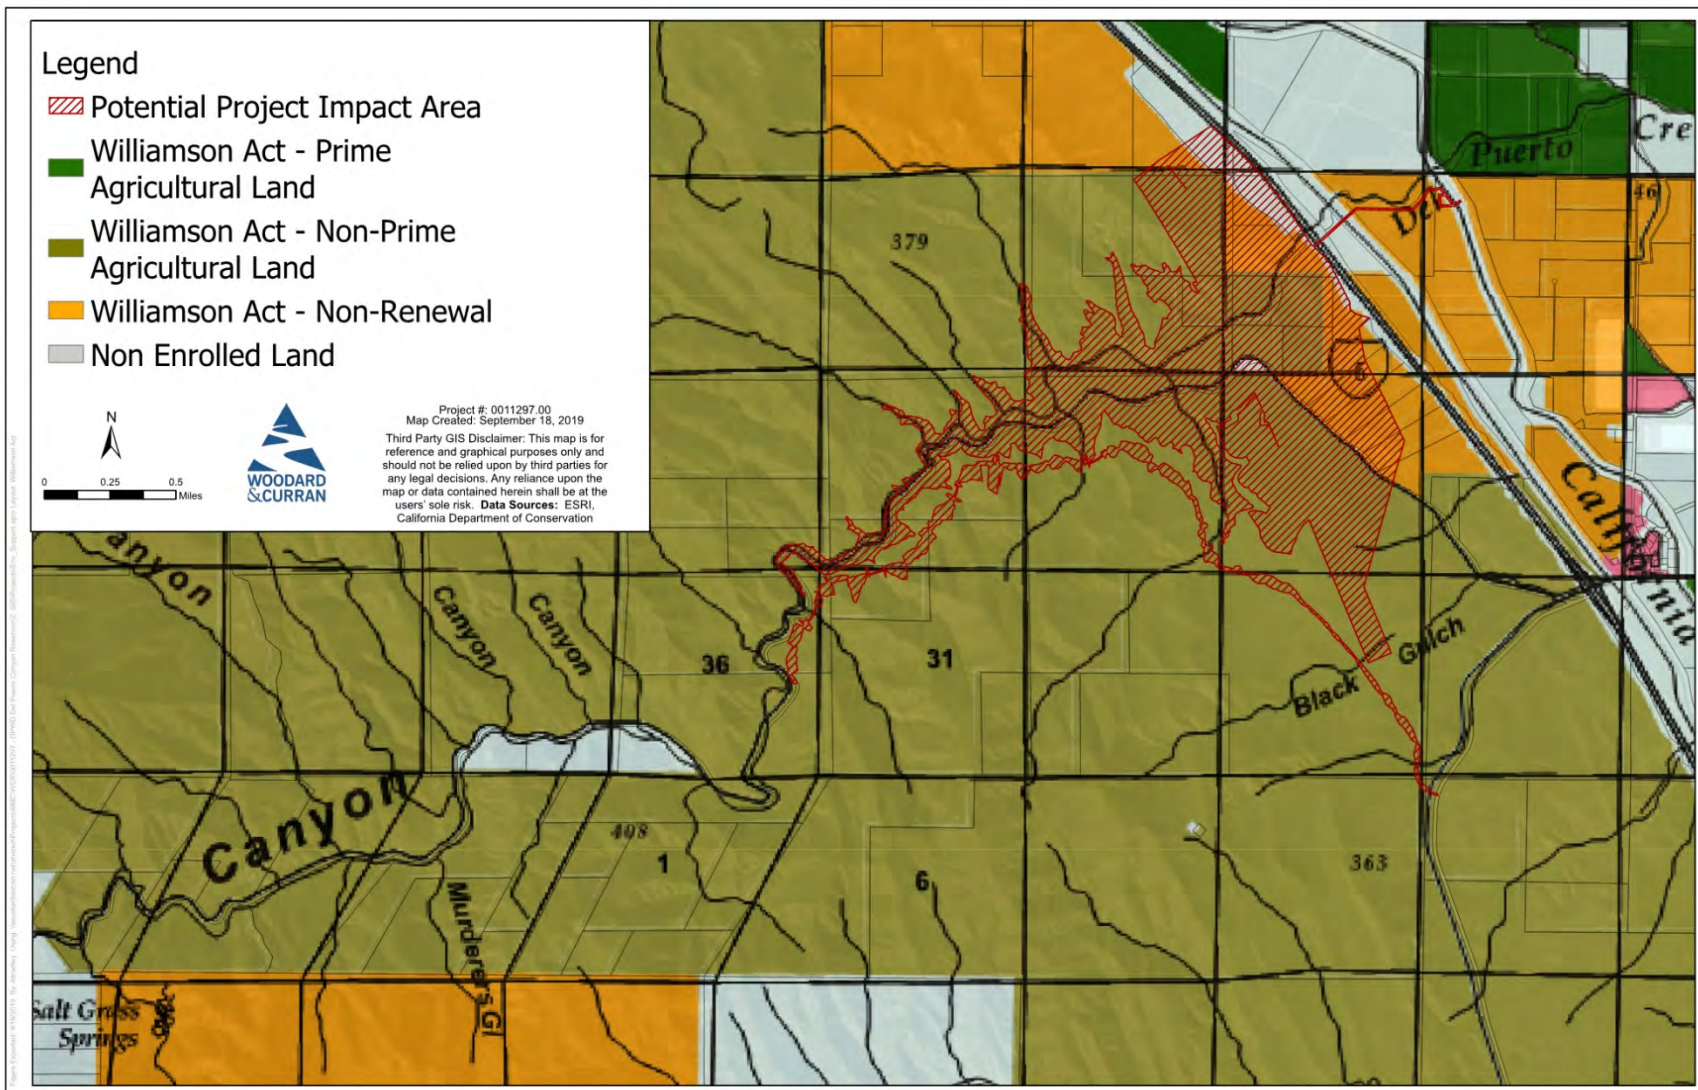 Legend
Potential Project Impact Area
Williamson Act - Prime
Agricultural Land
Williamson Act - Non-Prime
Agricultural Land
Williamson Act - Non-Renewal
Non Enrolled Land
N
0 0.25 0.5
Miles
WOODARD
&CURRAN
Project #: 0011297.00
Map Created: September 18, 2019
Third Party GIS Disclaimer: This map is for
reference and graphical purposes only and
should not be relied upon by third parties for
any legal decisions. Any reliance upon the
map or data contained herein shall be at the
users' sole risk. Data Sources: ESRI,
California Department of Conservation
Cre
Puerto
Del
46
379
California
anyon
Canyon
Canyon
36
31
Black Gulch
Canyon
408
1
6
363
Murderers Gl
Salt Grass
Springs